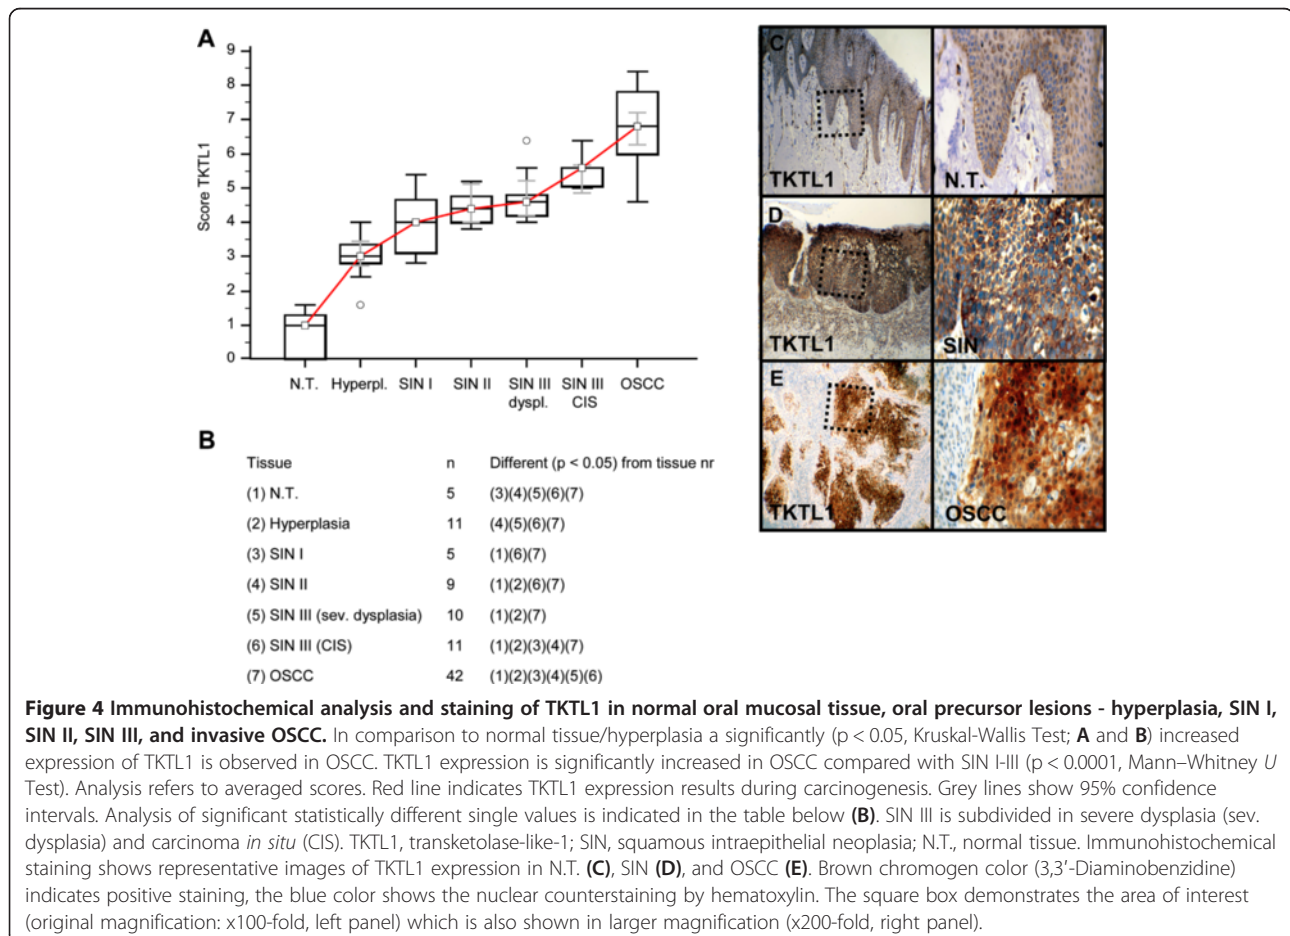 A
9
8
7
6
5
4
3
2
1
0
Score TKTL1
N.T. Hyperpl. SIN I SIN II SIN III SIN III OSCC
dyspl. CIS
C
TKTL1 N.T.
D
TKTL1 SIN
E
TKTL1 OSCC
B
Tissue n Different (p < 0.05) from tissue nr
(1) N.T. 5 (3)(4)(5)(6)(7)
(2) Hyperplasia 11 (4)(5)(6)(7)
(3) SIN I 5 (1)(6)(7)
(4) SIN II 9 (1)(2)(6)(7)
(5) SIN III (sev. dysplasia) 10 (1)(2)(7)
(6) SIN III (CIS) 11 (1)(2)(3)(4)(7)
(7) OSCC 42 (1)(2)(3)(4)(5)(6)
Figure 4 Immunohistochemical analysis and staining of TKTL1 in normal oral mucosal tissue, oral precursor lesions - hyperplasia, SIN I,
SIN II, SIN III, and invasive OSCC. In comparison to normal tissue/hyperplasia a significantly (p < 0.05, Kruskal-Wallis Test; A and B) increased
expression of TKTL1 is observed in OSCC. TKTL1 expression is significantly increased in OSCC compared with SIN I-III (p < 0.0001, Mann–Whitney U
Test). Analysis refers to averaged scores. Red line indicates TKTL1 expression results during carcinogenesis. Grey lines show 95% confidence
intervals. Analysis of significant statistically different single values is indicated in the table below (B). SIN III is subdivided in severe dysplasia (sev.
dysplasia) and carcinoma in situ (CIS). TKTL1, transketolase-like-1; SIN, squamous intraepithelial neoplasia; N.T., normal tissue. Immunohistochemical
staining shows representative images of TKTL1 expression in N.T. (C), SIN (D), and OSCC (E). Brown chromogen color (3,3′-Diaminobenzidine)
indicates positive staining, the blue color shows the nuclear counterstaining by hematoxylin. The square box demonstrates the area of interest
(original magnification: x100-fold, left panel) which is also shown in larger magnification (x200-fold, right panel).